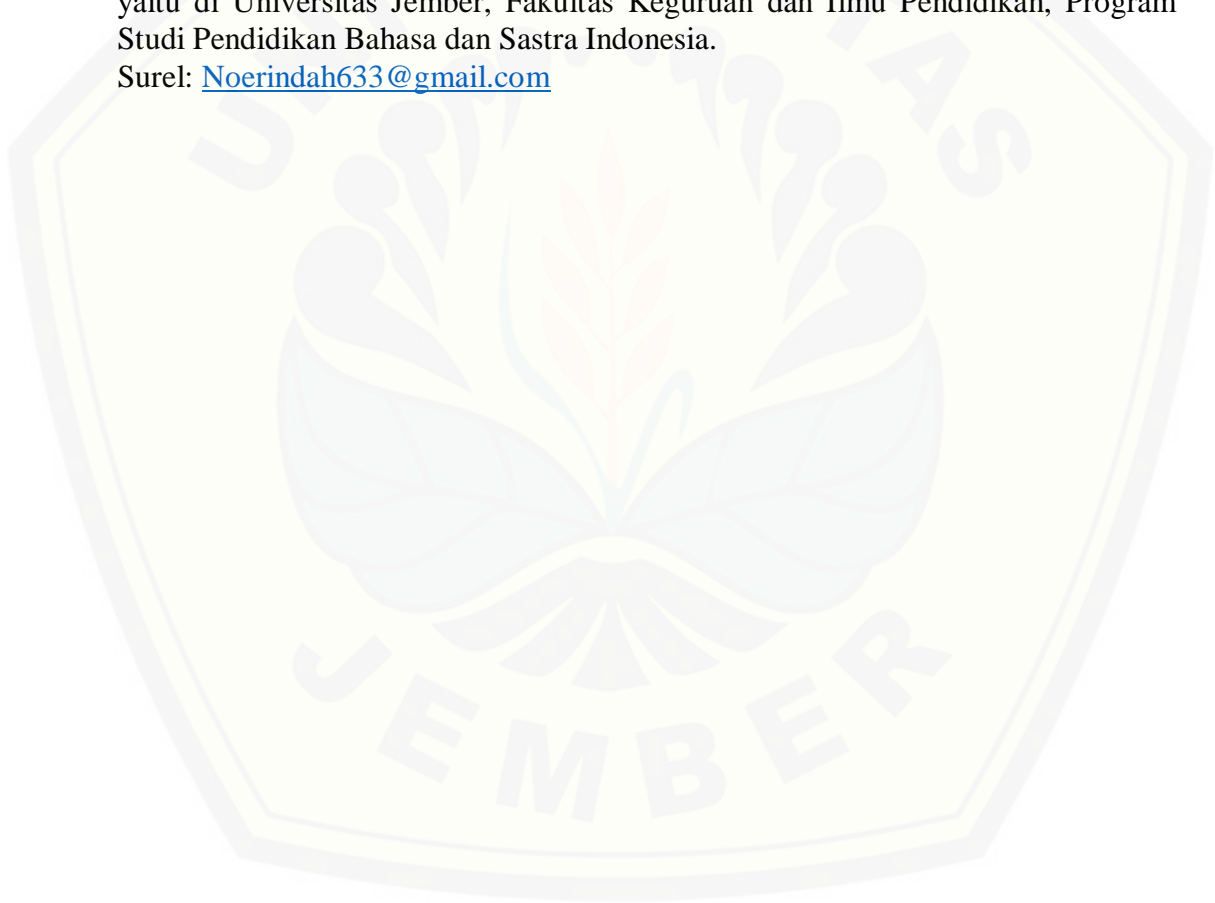 yaitu di Universitas Jember, Fakultas Keguruan dan Ilmu Pendidikan, Program
Studi Pendidikan Bahasa dan Sastra Indonesia.
Surel: Noerindah633@gmail.com
JEMBER